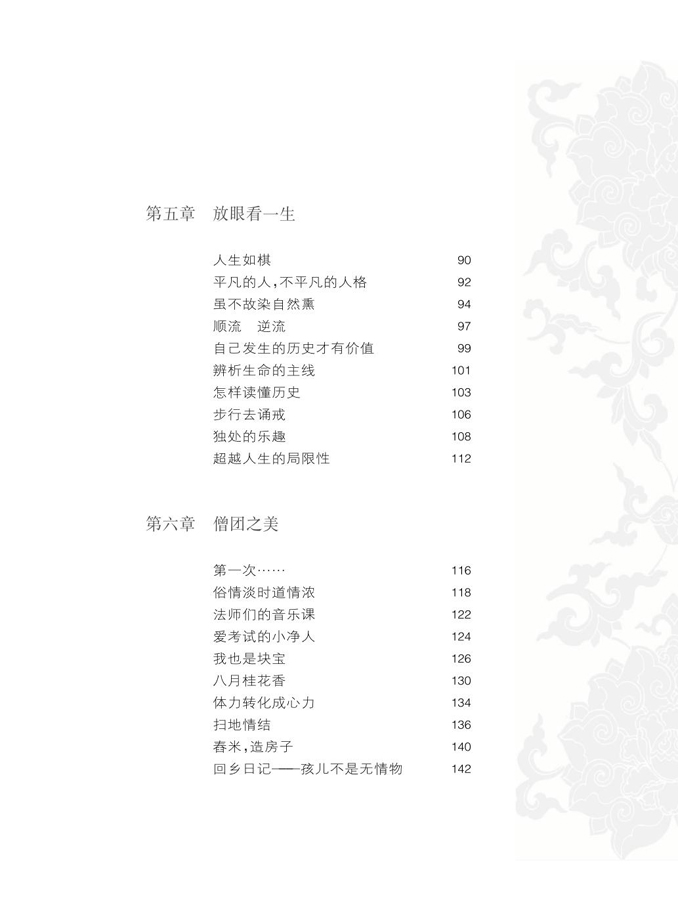 第五章　放眼看一生
人生如棋 90
平凡的人，不平凡的人格 92
虽不故染自然熏 94
顺流　逆流 97
自己发生的历史才有价值 99
辨析生命的主线 101
怎样读懂历史 103
步行去诵戒 106
独处的乐趣 108
超越人生的局限性 112
第六章　僧团之美
第一次…… 116
俗情淡时道情浓 118
法师们的音乐课 122
爱考试的小净人 124
我也是块宝 126
八月桂花香 130
体力转化成心力 134
扫地情结 136
舂米，造房子 140
回乡日记——孩儿不是无情物 142